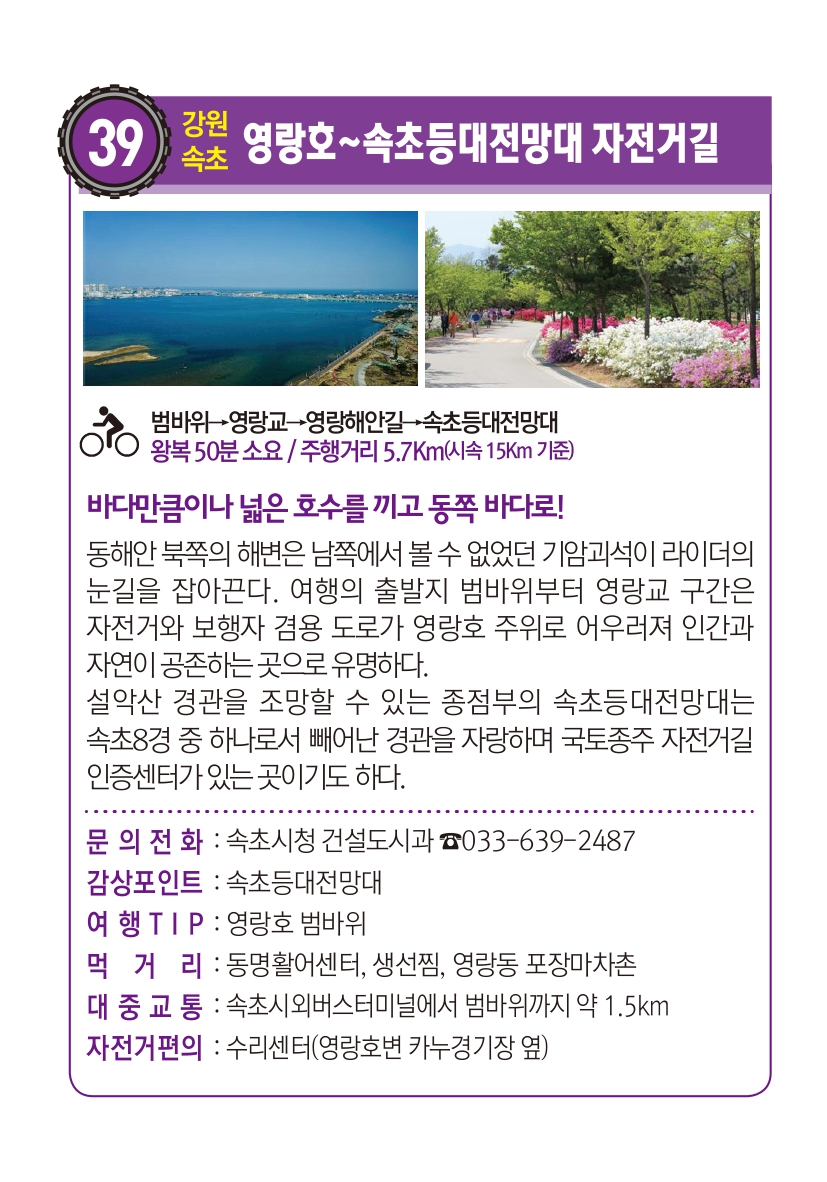 39
강원
속초
영랑호~속초등대전망대 자전거길
범바위→영랑교→영랑해안길→속초등대전망대
왕복 50분 소요 / 주행거리 5.7Km(시속 15Km 기준)
바다만큼이나 넓은 호수를 끼고 동쪽 바다로!
동해안 북쪽의 해변은 남쪽에서 볼 수 없었던 기암괴석이 라이더의
눈길을 잡아끈다. 여행의 출발지 범바위부터 영랑교 구간은
자전거와 보행자 겸용 도로가 영랑호 주위로 어우러져 인간과
자연이 공존하는 곳으로 유명하다.
설악산 경관을 조망할 수 있는 종점부의 속초등대전망대는
속초8경 중 하나로서 빼어난 경관을 자랑하며 국토종주 자전거길
인증센터가 있는 곳이기도 하다.
문 의 전 화 : 속초시청 건설도시과 ☎033-639-2487
감상포인트 : 속초등대전망대
여 행 T I P : 영랑호 범바위
먹 거 리 : 동명활어센터, 생선찜, 영랑동 포장마차촌
대 중 교 통 : 속초시외버스터미널에서 범바위까지 약 1.5km
자전거편의 : 수리센터(영랑호변 카누경기장 옆)